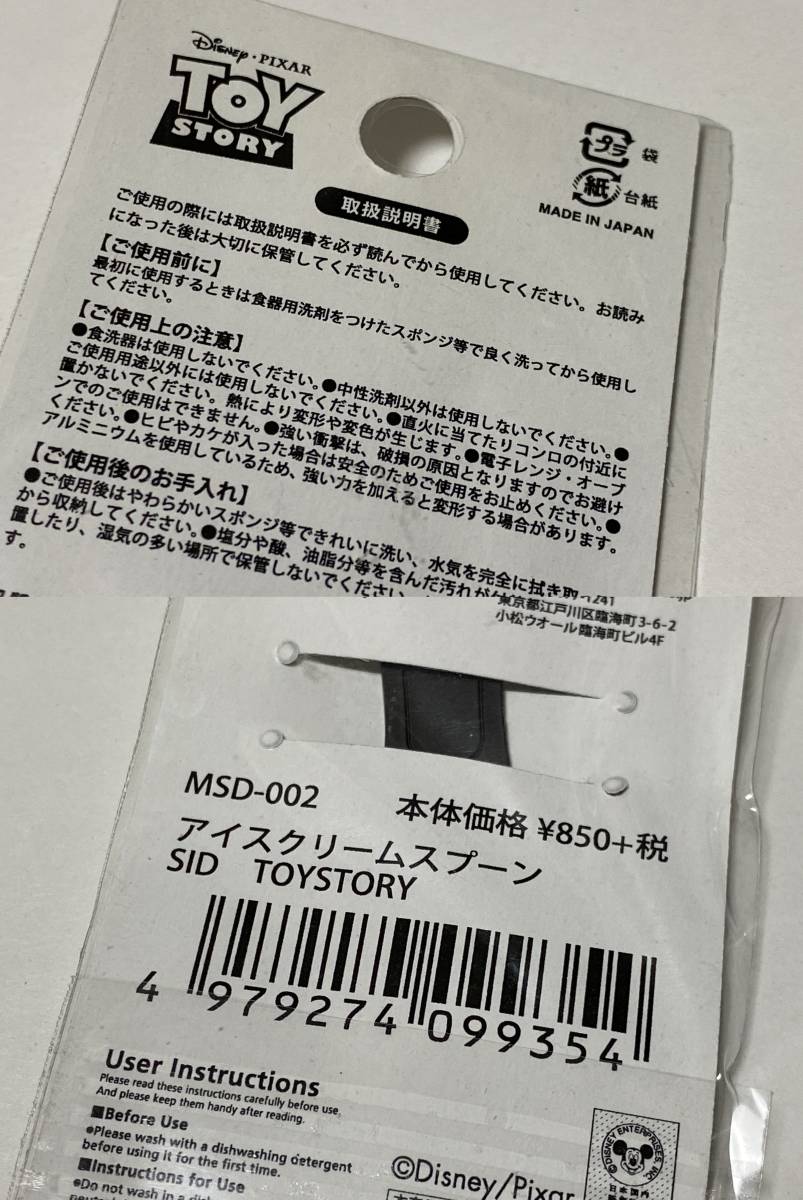 Disney・PIXAR
TOY
STORY
プラ 袋
紙 台紙
MADE IN JAPAN
取扱説明書
ご使用の際には取扱説明書を必ず読んでから使用してください。お読み
になった後は大切に保管してください。
【ご使用前に】
最初に使用するときは食器用洗剤をつけたスポンジ等で良く洗ってから使用し
てください。
【ご使用上の注意】
●食洗器は使用しないでください。●中性洗剤以外は使用しないでください。●
ご使用用途以外には使用しないでください。●直火に当てたりコンロの付近に
置かないでください。熱により変形や変色が生じます。●電子レンジ・オーブ
ンでのご使用はできません。●強い衝撃は、破損の原因となりますのでお避け
ください。●ヒビやカケが入った場合は安全のためご使用をお止めください。●
アルミニウムを使用しているため、強い力を加えると変形する場合があります。
【ご使用後のお手入れ】
●ご使用後はやわらかいスポンジ等できれいに洗い、水気を完全に拭き取
から収納してください。●塩分や酸、油脂分等を含んだ汚れが
置したり、湿気の多い場所で保管しないでください
す。
東京都江戸川区臨海町3-6-2
小松ウオール臨海町ビル4F
MSD-002 本体価格 ¥850+税
アイスクリームスプーン
SID TOYSTORY
4 979274 099354
User Instructions
Please read these instructions carefully before use,
And please keep them handy after reading.
■Before Use
●Please wash with a dishwashing detergent
before using it for the first time.
■Instructions for Use
●Do not wash in a
©Disney/Pixar
©DISNEY ENTERPRISES, INC.
日本国内